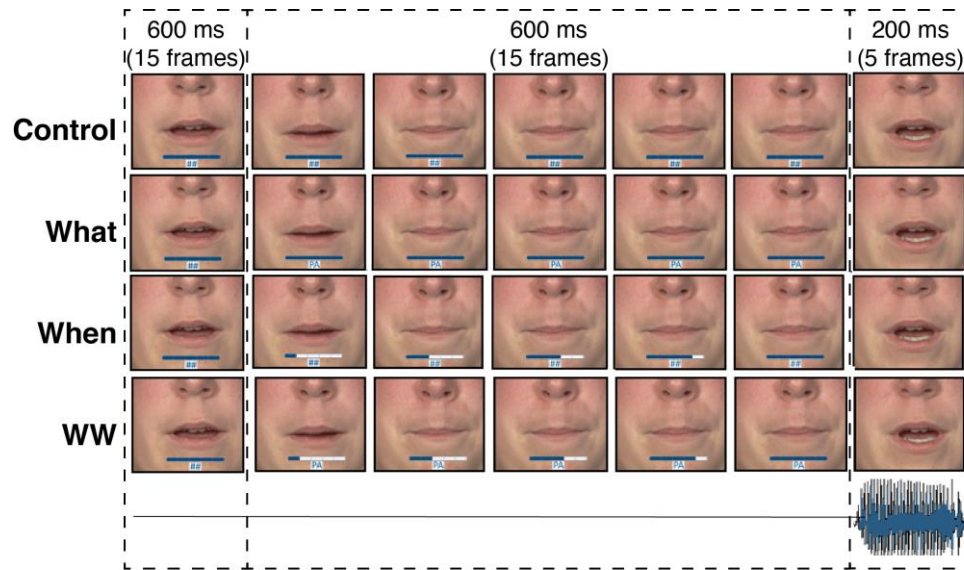 600 ms 600 ms 200 ms
(15 frames) (15 frames) (5 frames)
Control
## ## ## ## ## ##
What
## PA PA PA PA PA
When
## ## ## ## ## ##
WW
## PA PA PA PA PA